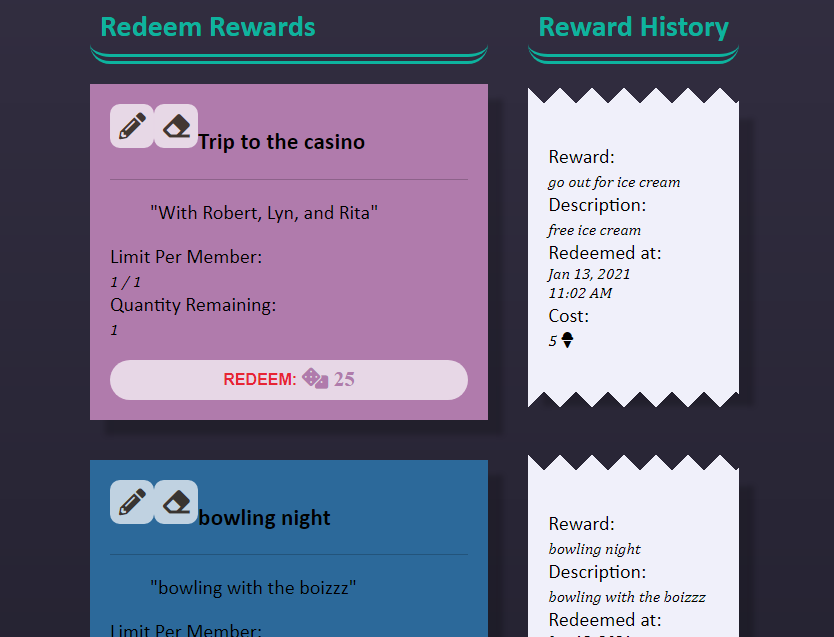 Redeem Rewards
Trip to the casino
"With Robert, Lyn, and Rita"
Limit Per Member:
1 / 1
Quantity Remaining:
1
REDEEM: 25
bowling night
"bowling with the boizzz"
Limit Per Member:
Reward History
Reward:
go out for ice cream
Description:
free ice cream
Redeemed at:
Jan 13, 2021
11:02 AM
Cost:
5
Reward:
bowling night
Description:
bowling with the boizzz
Redeemed at: